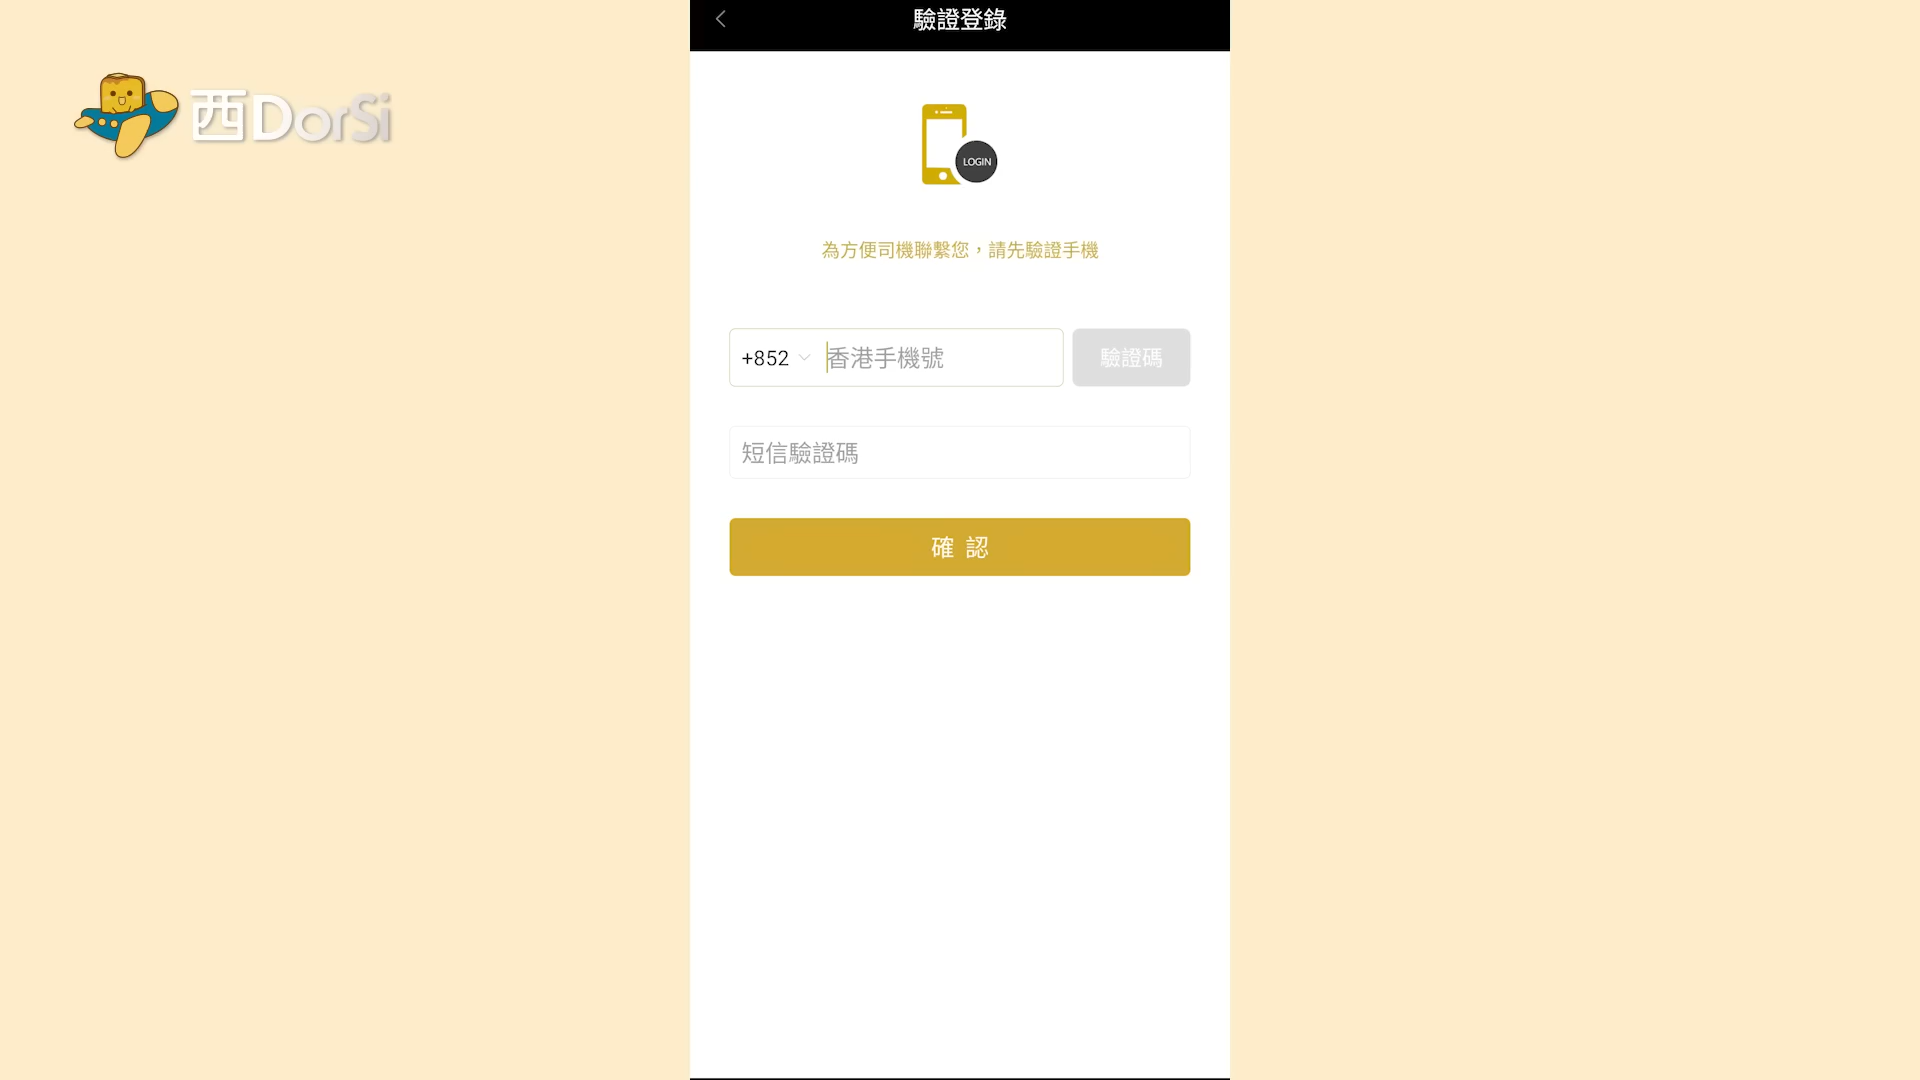 驗證登錄
西DorSi
LOGIN
為方便司機聯繫您，請先驗證手機
+852 香港手機號 驗證碼
短信驗證碼
確 認